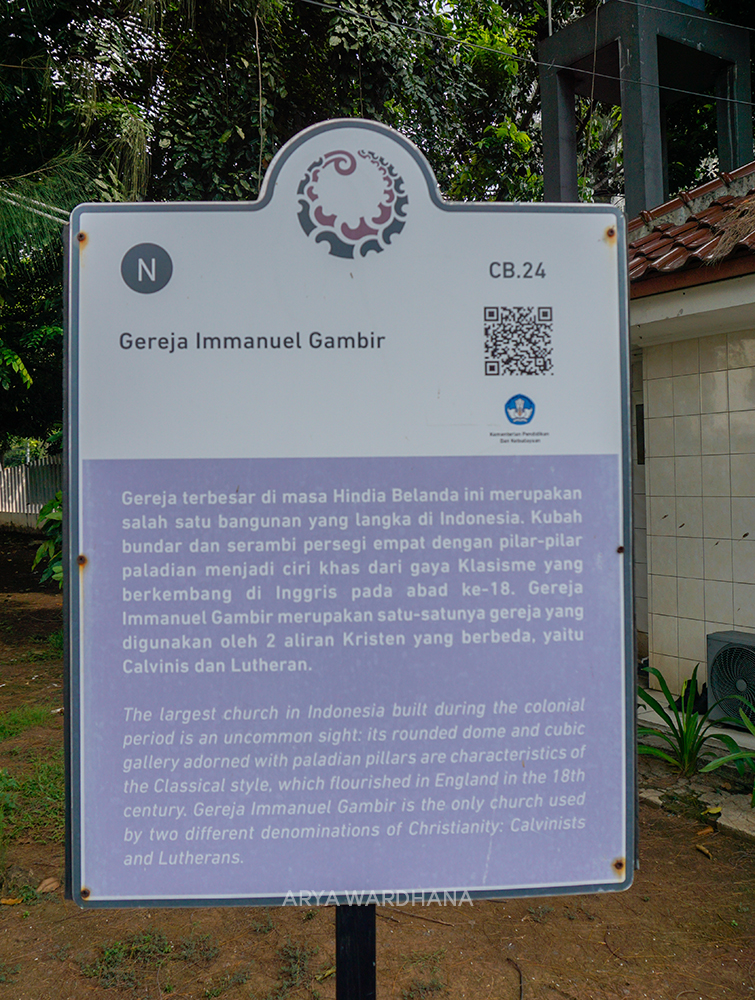 N
CB.24
Gereja Immanuel Gambir
Kementerian Pendidikan
Dan Kebudayaan
Gereja terbesar di masa Hindia Belanda ini merupakan
salah satu bangunan yang langka di Indonesia. Kubah
bundar dan serambi persegi empat dengan pilar-pilar
paladian menjadi ciri khas dari gaya Klasisme yang
berkembang di Inggris pada abad ke-18. Gereja
Immanuel Gambir merupakan satu-satunya gereja yang
digunakan oleh 2 aliran Kristen yang berbeda, yaitu
Calvinis dan Lutheran.
The largest church in Indonesia built during the colonial
period is an uncommon sight: its rounded dome and cubic
gallery adorned with paladian pillars are characteristics of
the Classical style, which flourished in England in the 18th
century. Gereja Immanuel Gambir is the only church used
by two different denominations of Christianity: Calvinists
and Lutherans.
ARYA WARDHANA